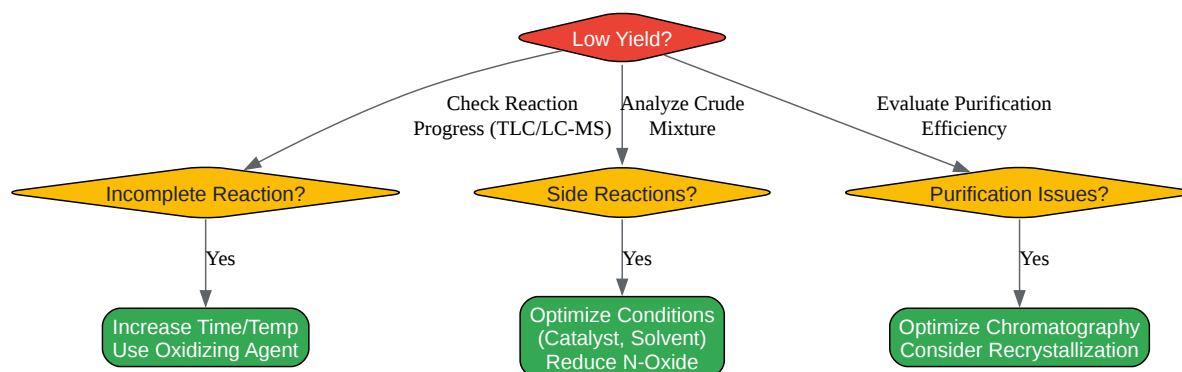 Low Yield?
Check Reaction
Progress (TLC/LC-MS)
Analyze Crude
Mixture
Evaluate Purification
Efficiency
Incomplete Reaction?
Side Reactions?
Purification Issues?
Yes
Yes
Yes
Increase Time/Temp
Use Oxidizing Agent
Optimize Conditions
(Catalyst, Solvent)
Reduce N-Oxide
Optimize Chromatography
Consider Recrystallization